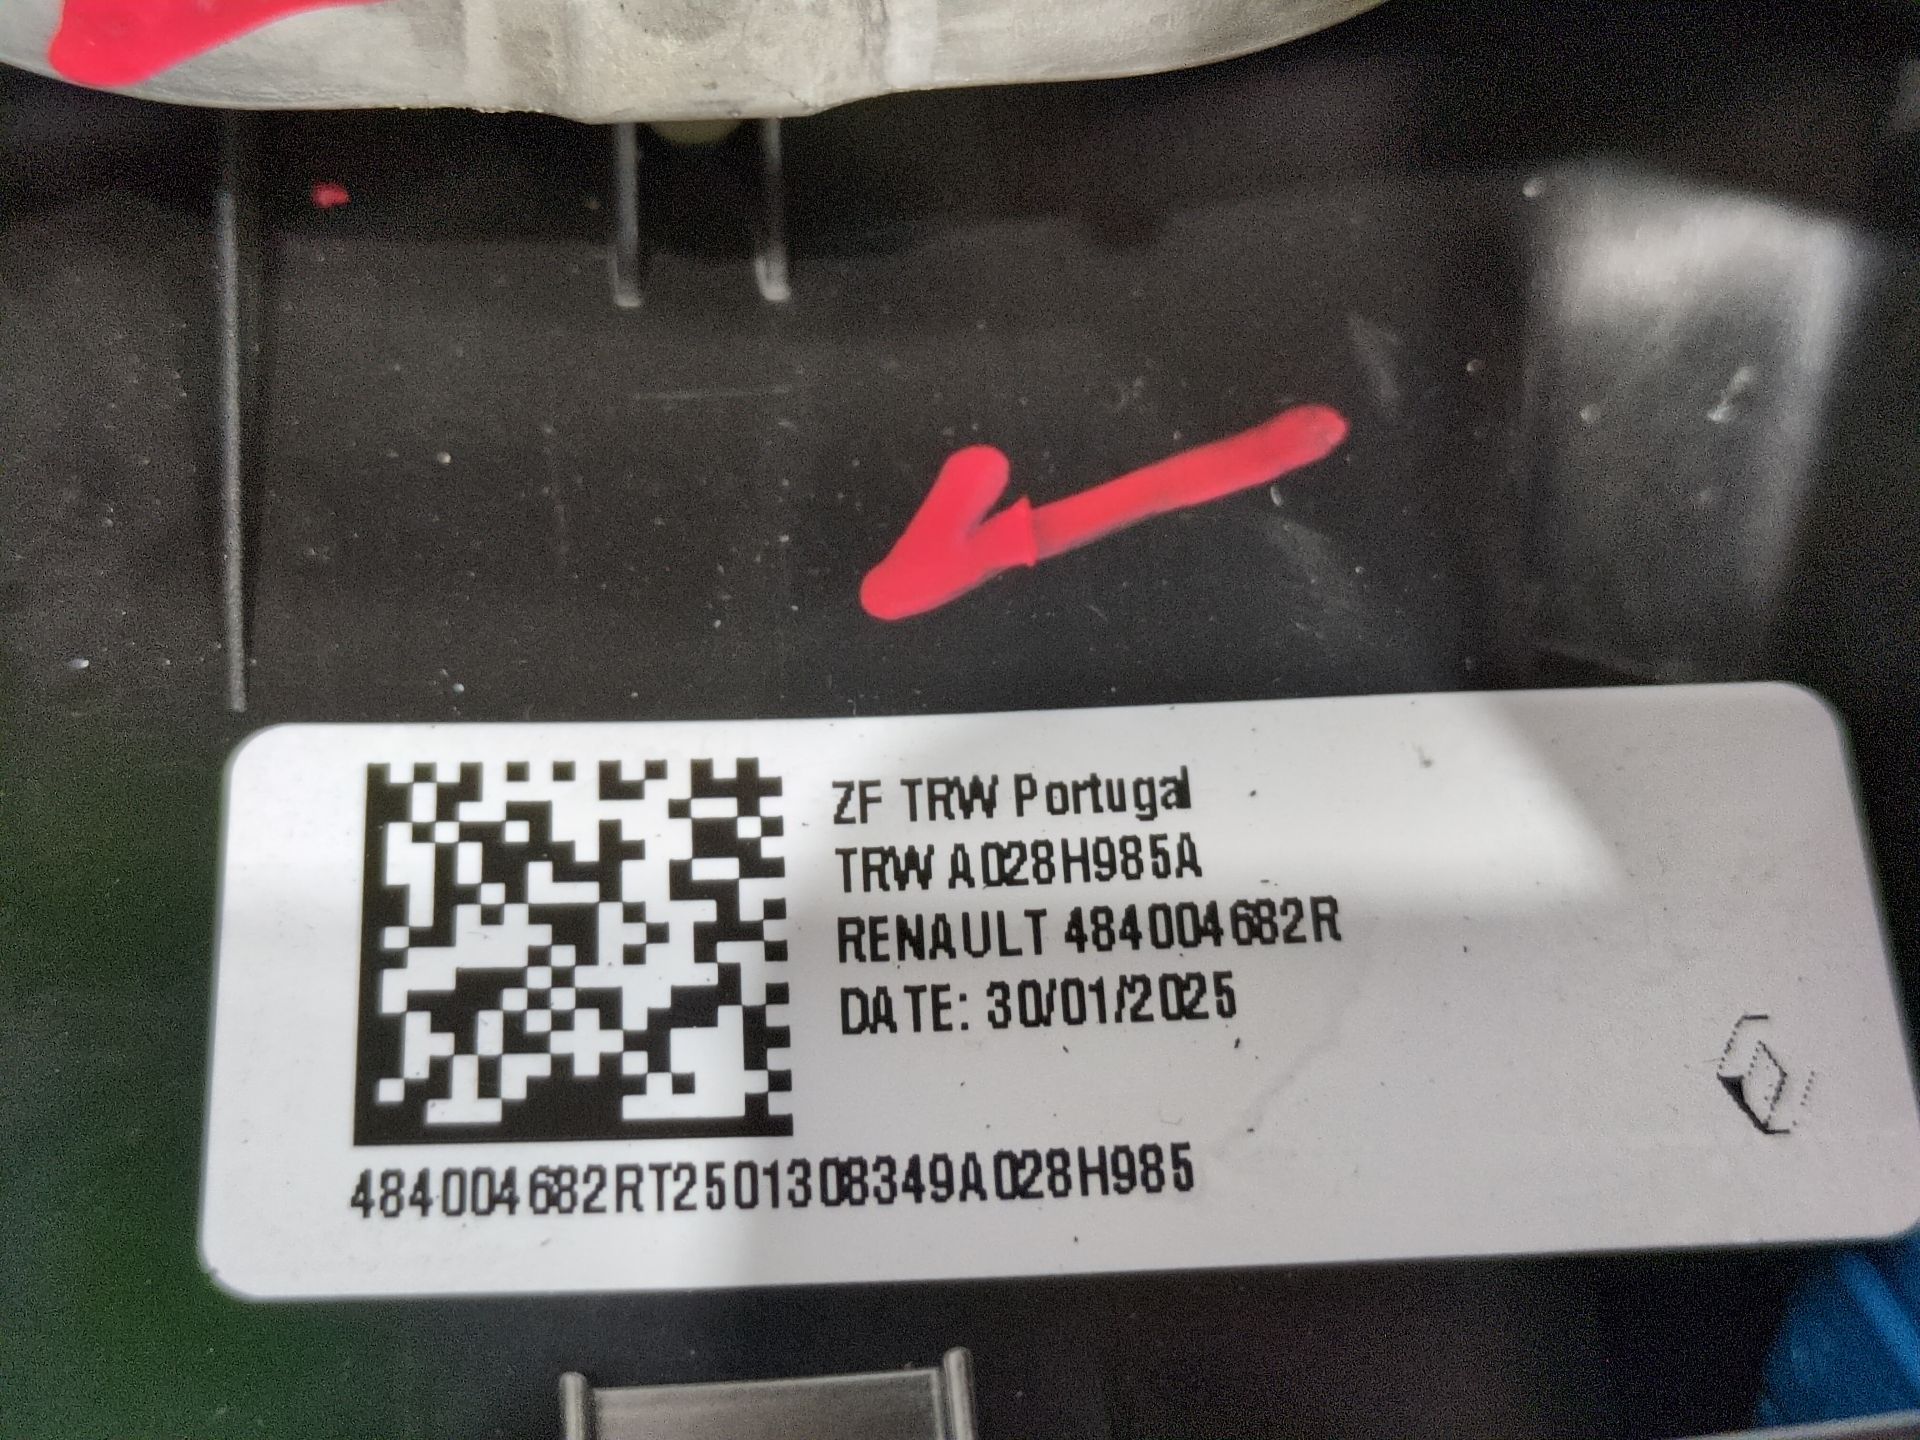 ZF TRW Portugal
TRW A028H985A
RENAULT 484004682R
DATE: 30/01/2025
484004682RT2501308349A028H985